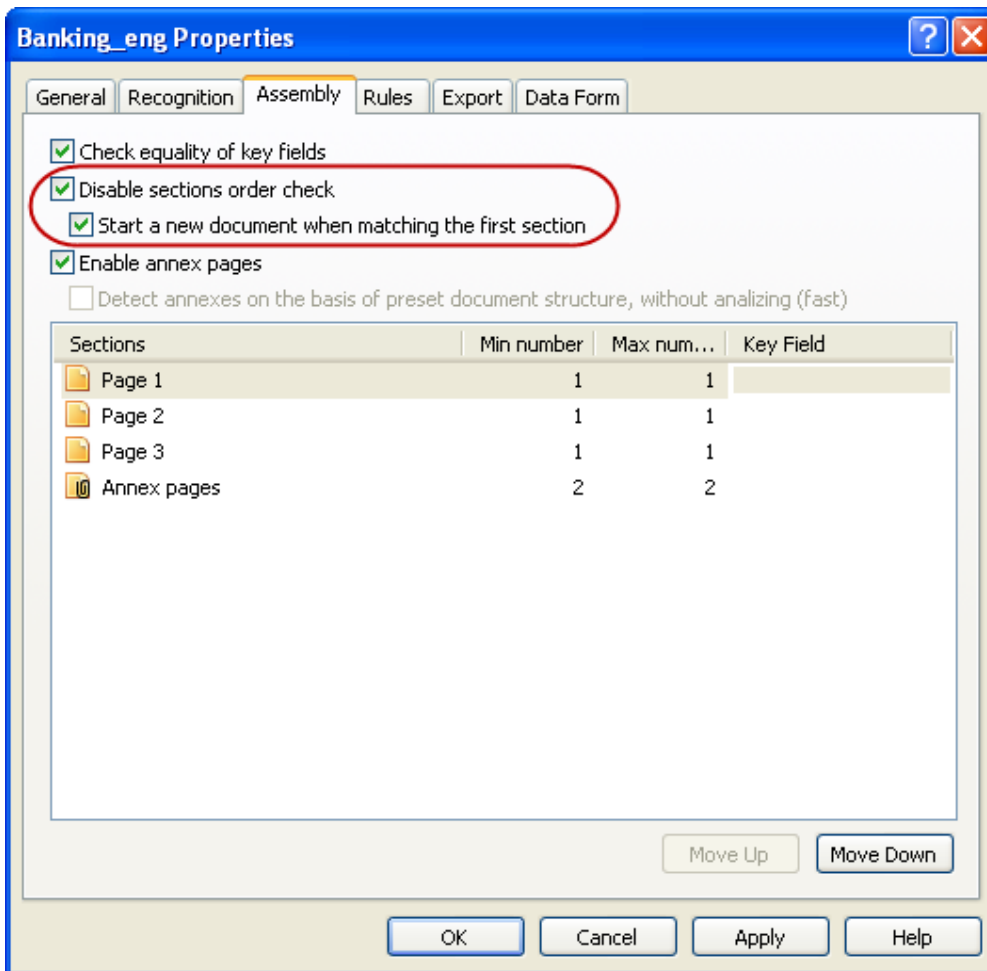 Banking_eng Properties
General Recognition Assembly Rules Export Data Form
Check equality of key fields
Disable sections order check
Start a new document when matching the first section
Enable annex pages
Detect annexes on the basis of preset document structure, without analizing (fast)
Sections Min number Max num... Key Field
Page 1 1 1
Page 2 1 1
Page 3 1 1
Annex pages 2 2
Move Up Move Down
OK Cancel Apply Help